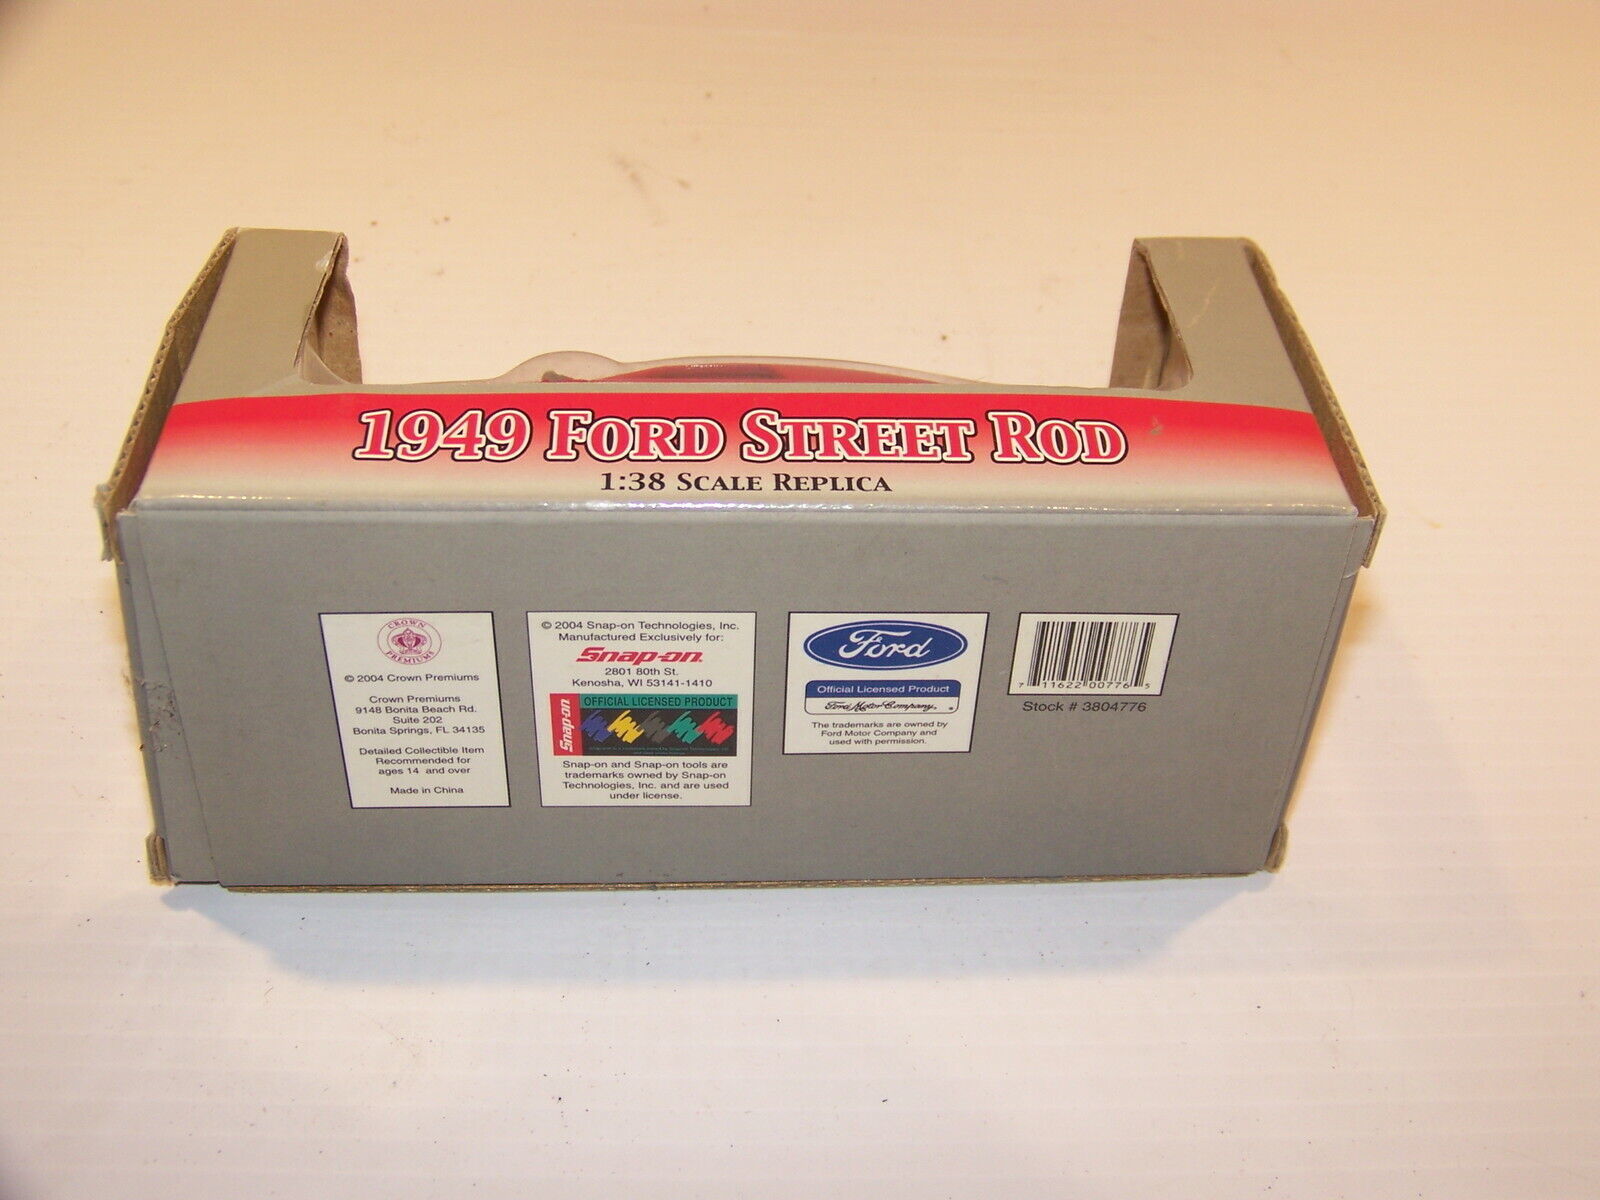 1949 FORD STREET ROD
1:38 SCALE REPLICA
CROWN
PREMIUMS
© 2004 Crown Premiums
Crown Premiums
9148 Bonita Beach Rd.
Suite 202
Bonita Springs, FL 34135
Detailed Collectible Item
Recommended for
ages 14 and over
Made in China
© 2004 Snap-on Technologies, Inc.
Manufactured Exclusively for:
Snap-on
2801 80th St.
Kenosha, WI 53141-1410
Snap-on
OFFICIAL LICENSED PRODUCT
Snap-on and Snap-on tools are
trademarks owned by Snap-on
Technologies, Inc. and are used
under license.
Ford
Official Licensed Product
Ford Motor Company
The trademarks are owned by
Ford Motor Company and
used with permission.
7 11622 00776 5
Stock # 3804776